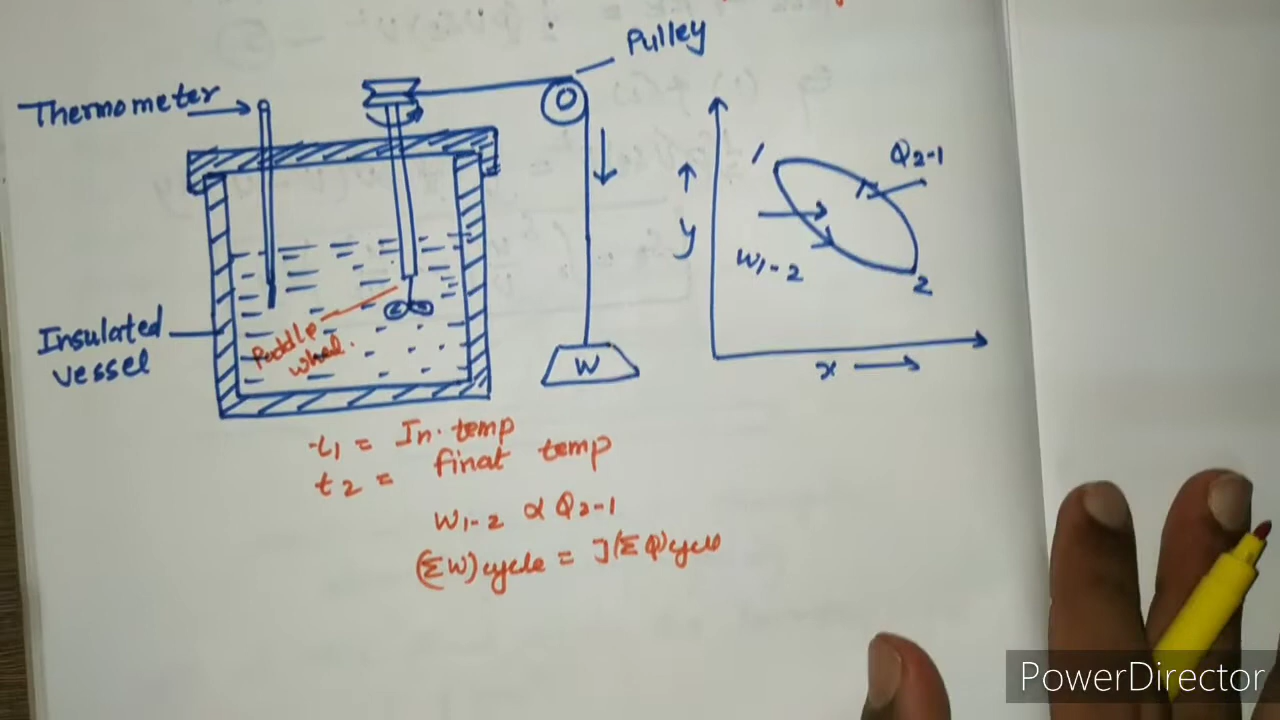 Pulley
Thermometer
1
Q2-1
y
W1-2
2
Insulated
vessel
Paddle
wheel.
W
x
t1 = In. temp
t2 = final temp
W1-2 α Q2-1
(ΣW)cycle = J(ΣQ)cycle
PowerDirector